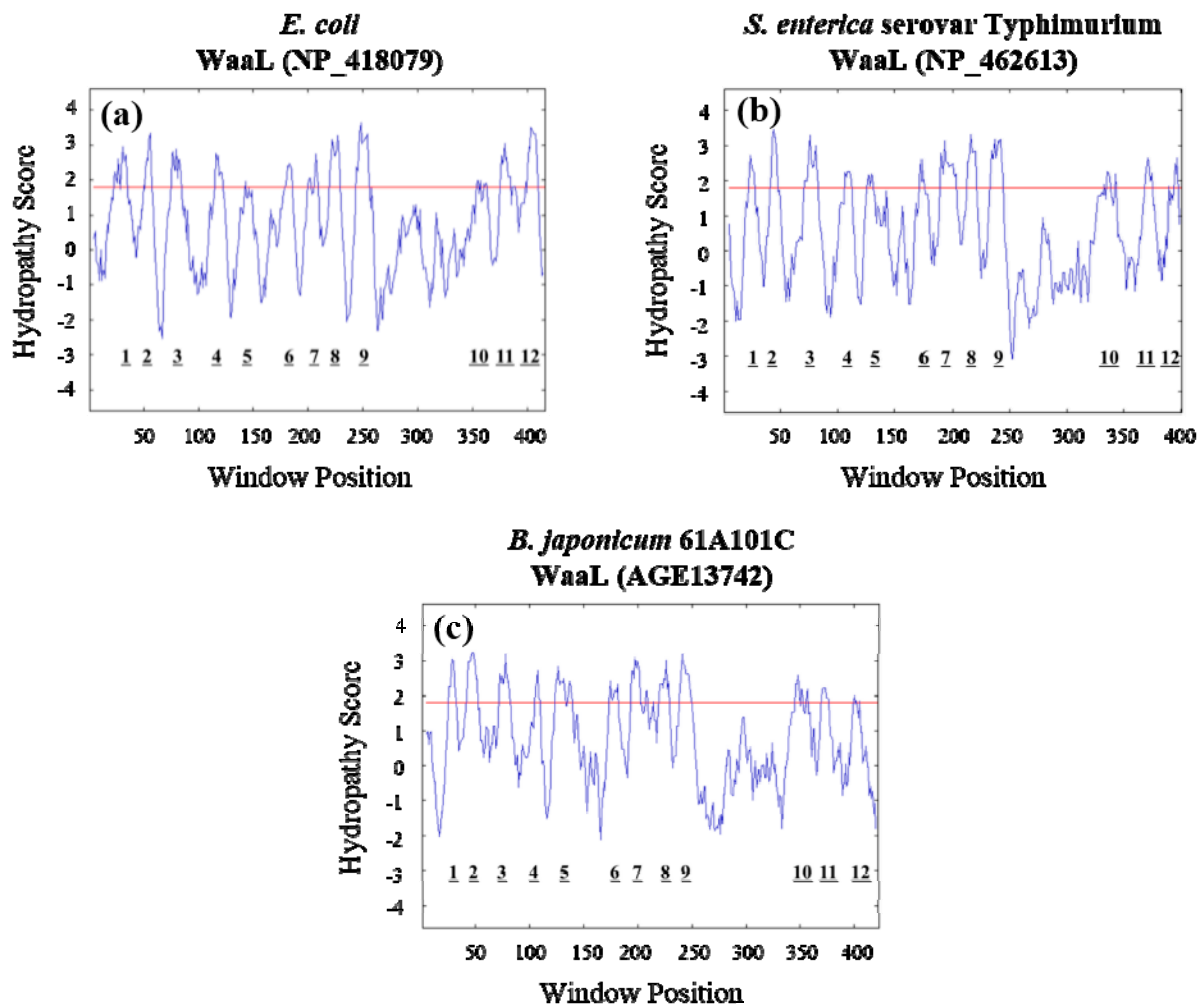 E. coli
WaaL (NP_418079)
(a)
4
3
2
1
0
-1
-2
-3
-4
Hydropathy Score
1 2 3 4 5 6 7 8 9 10 11 12
50 100 150 200 250 300 350 400
Window Position
S. enterica serovar Typhimurium
WaaL (NP_462613)
(b)
4
3
2
1
0
-1
-2
-3
-4
Hydropathy Score
1 2 3 4 5 6 7 8 9 10 11 12
50 100 150 200 250 300 350 400
Window Position
B. japonicum 61A101C
WaaL (AGE13742)
(c)
4
3
2
1
0
-1
-2
-3
-4
Hydropathy Score
1 2 3 4 5 6 7 8 9 10 11 12
50 100 150 200 250 300 350 400
Window Position